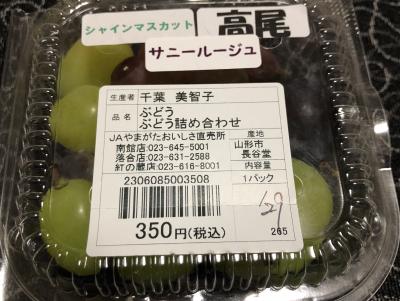 シャインマスカット
高尾
サニールージュ
生産者 千葉 美智子
品名 ぶどう
ぶどう詰め合わせ
JAやまがたおいしさ直売所
南館店:023-645-5001
落合店:023-631-2588
紅の蔵店:023-616-8001
産地
山形市
長谷堂
内容量
1パック
2306085003508
350円(税込)
265